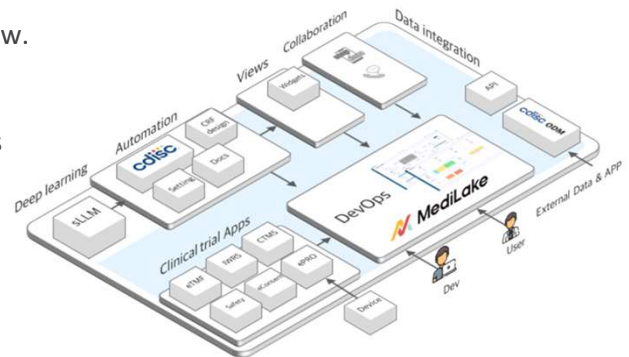 w.
s
Collaboration
Data integration
Views
Widgets
API
cdisc ODM
Automation
CRF
design
cdisc
Docs
Setting
Deep learning
sLLM
DevOps
MediLake
External Data & APP
User
Dev
Clinical trial Apps
CTMS
IWRS
ePRO
eTMF
eConsent
Safety
Device